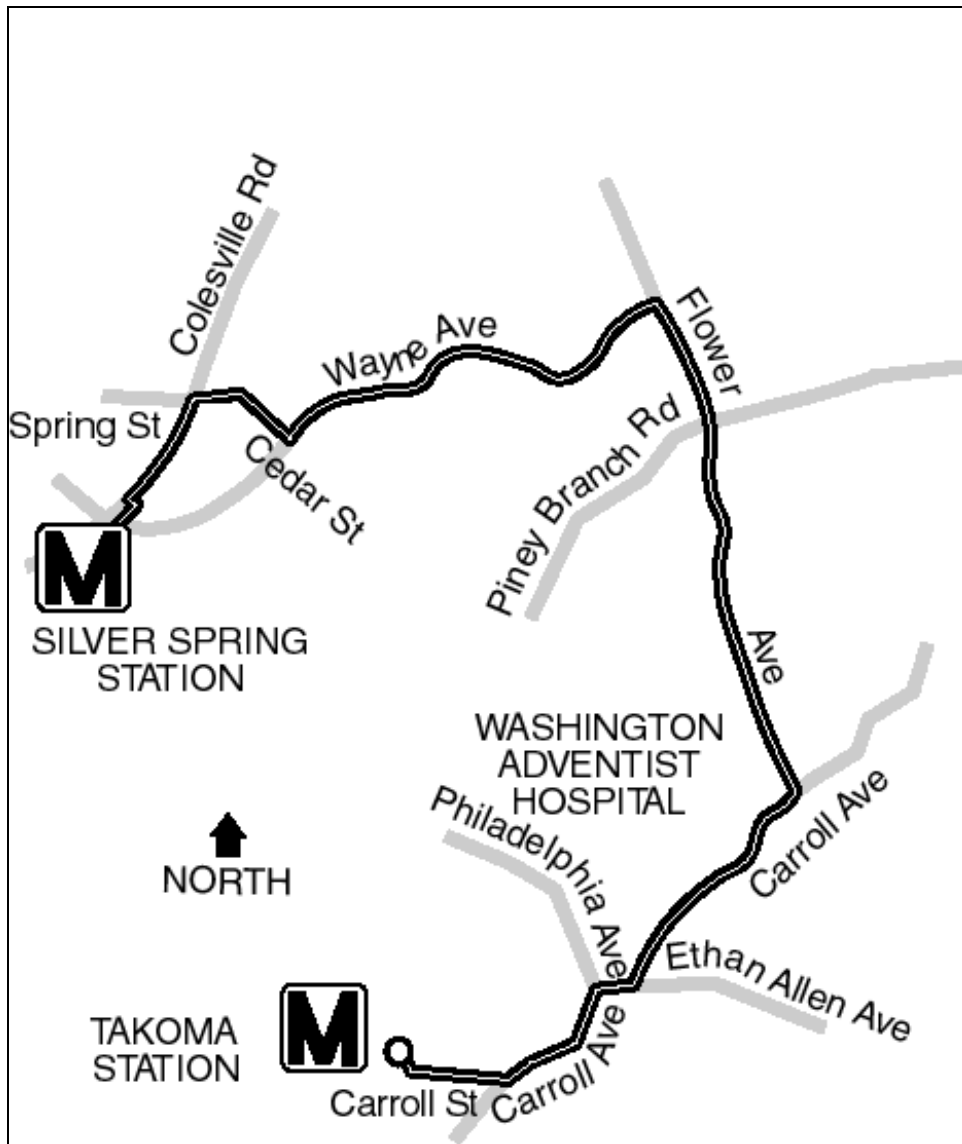 Colesville Rd
Flower
Wayne Ave
Spring St
Cedar St
Piney Branch Rd
M
SILVER SPRING
STATION
Ave
WASHINGTON
ADVENTIST
HOSPITAL
Philadelphia Ave
Carroll Ave
NORTH
Ethan Allen Ave
M
TAKOMA
STATION
Carroll St
Carroll Ave